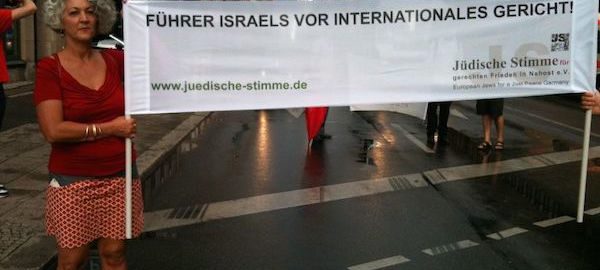 FÜHRER ISRAELS VOR INTERNATIONALES GERICHT!
JS
Jüdische Stimme für
gerechten Frieden in Nahost e.V.
European Jews for a Just Peace Germany
www.juedische-stimme.de